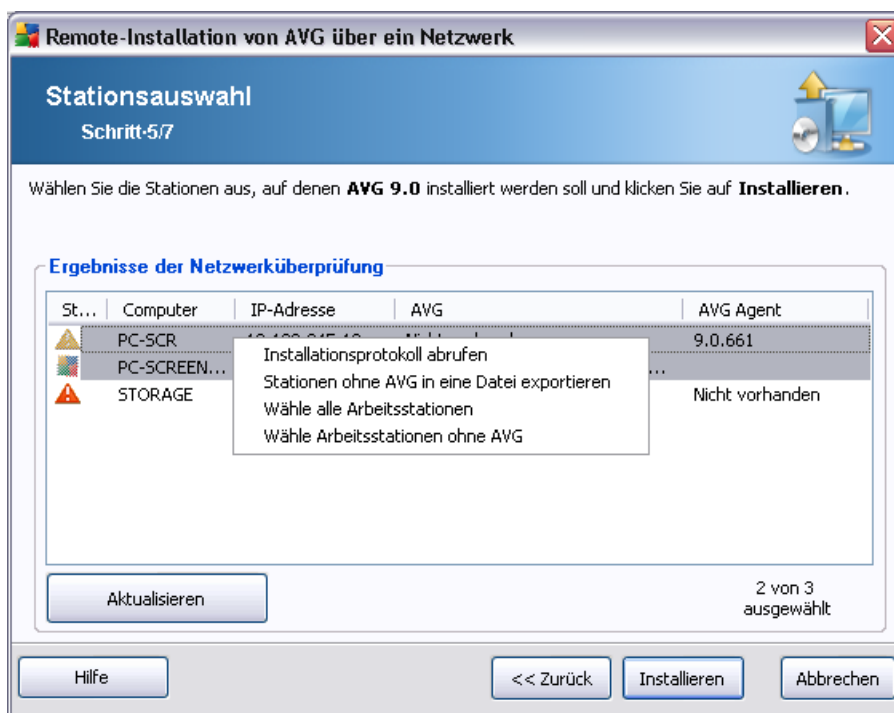 Remote-Installation von AVG über ein Netzwerk
Stationsauswahl
Schritt-5/7
Wählen Sie die Stationen aus, auf denen AVG 9.0 installiert werden soll und klicken Sie auf Installieren.
Ergebnisse der Netzwerküberprüfung
St... Computer IP-Adresse AVG AVG Agent
PC-SCR 9.0.661
PC-SCREEN... ...
STORAGE Nicht vorhanden
Installationsprotokoll abrufen
Stationen ohne AVG in eine Datei exportieren
Wähle alle Arbeitsstationen
Wähle Arbeitsstationen ohne AVG
Aktualisieren
2 von 3
ausgewählt
Hilfe
<< Zurück
Installieren
Abbrechen